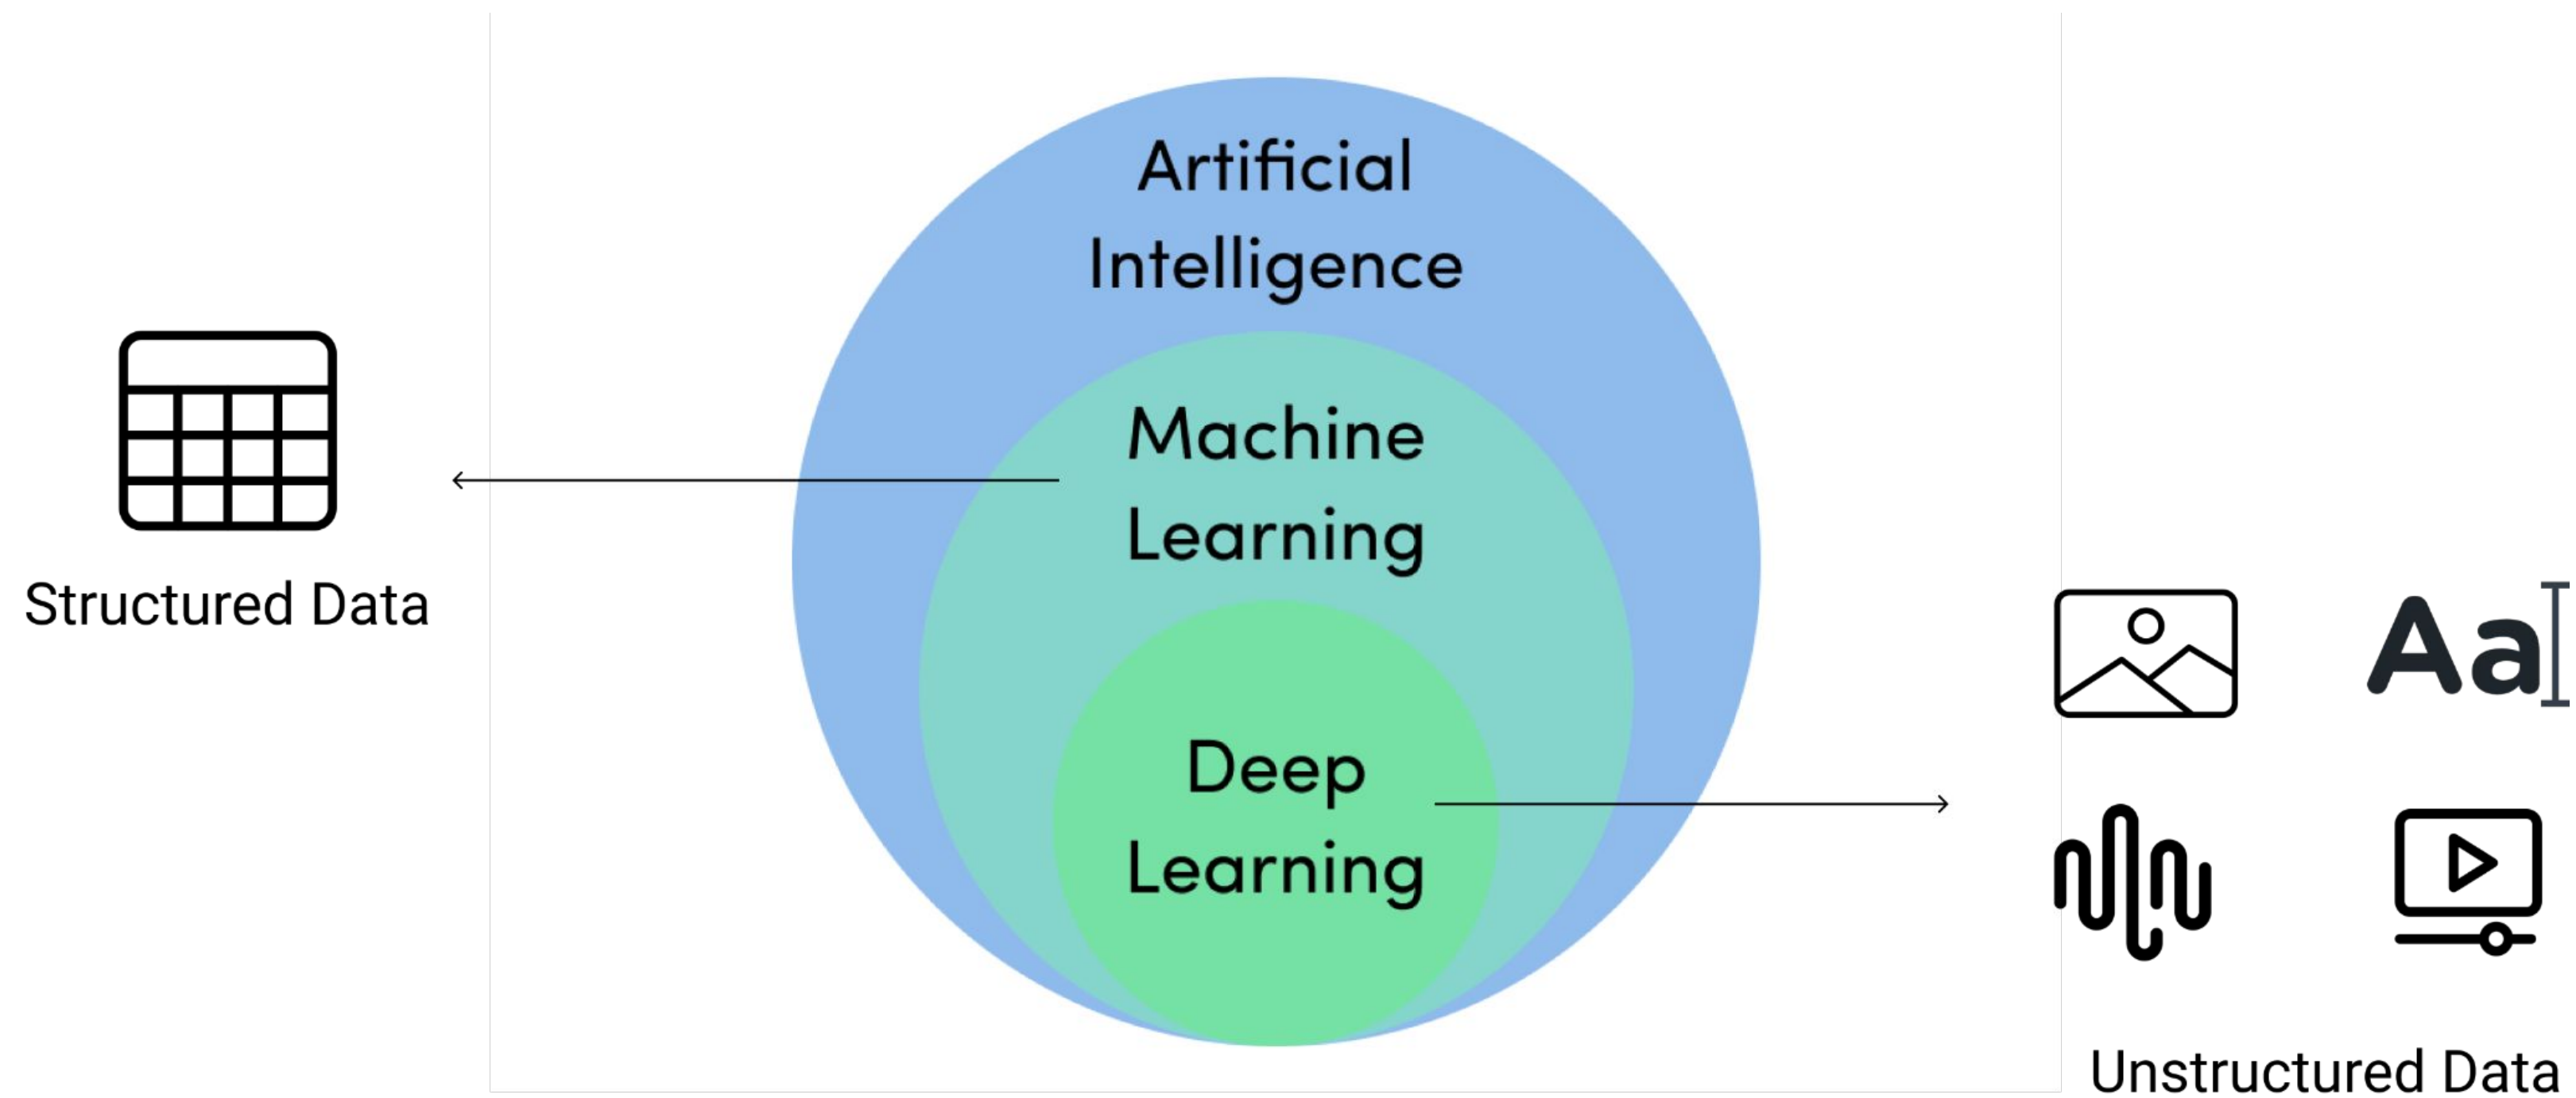 Artificial
Intelligence
Machine
Learning
Structured Data
Aa
Deep
Learning
Unstructured Data